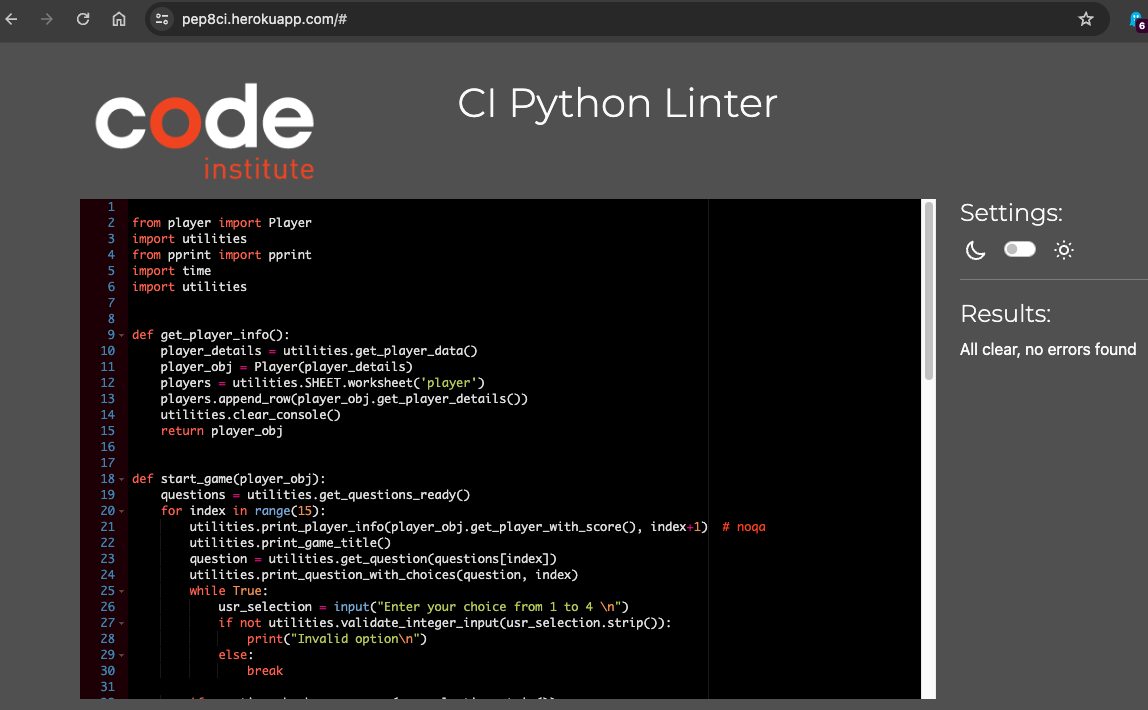 pep8ci.herokuapp.com/#
6
code
institute
CI Python Linter
1
2 from player import Player
3 import utilities
4 from pprint import pprint
5 import time
6 import utilities
7
8
9 def get_player_info():
10     player_details = utilities.get_player_data()
11     player_obj = Player(player_details)
12     players = utilities.SHEET.worksheet('player')
13     players.append_row(player_obj.get_player_details())
14     utilities.clear_console()
15     return player_obj
16
17
18 def start_game(player_obj):
19     questions = utilities.get_questions_ready()
20     for index in range(15):
21         utilities.print_player_info(player_obj.get_player_with_score(), index+1)  # noqa
22         utilities.print_game_title()
23         question = utilities.get_question(questions[index])
24         utilities.print_question_with_choices(question, index)
25         while True:
26             usr_selection = input("Enter your choice from 1 to 4 \n")
27             if not utilities.validate_integer_input(usr_selection.strip()):
28                 print("Invalid option\n")
29             else:
30                 break
31
Settings:
Results:
All clear, no errors found